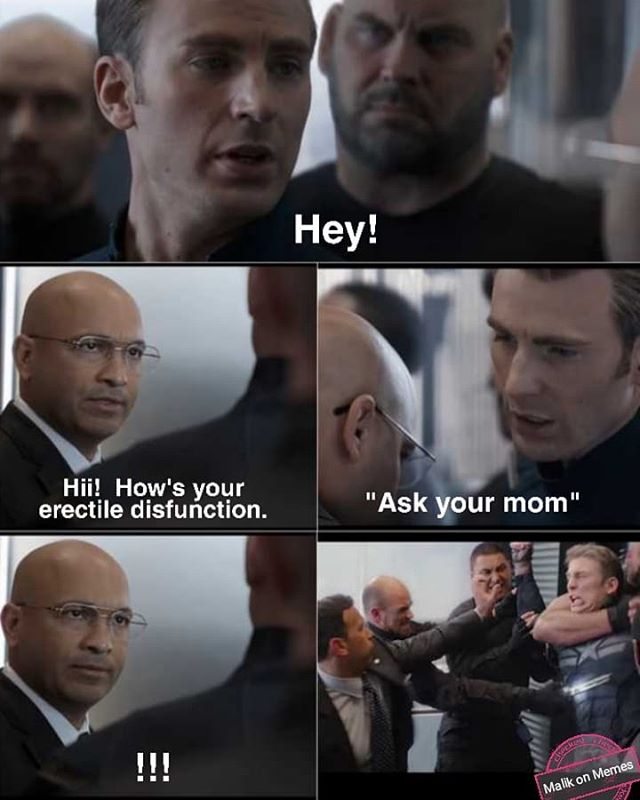 Hey!
Hii! How's your
erectile disfunction.
"Ask your mom"
!!!
Malik on Memes